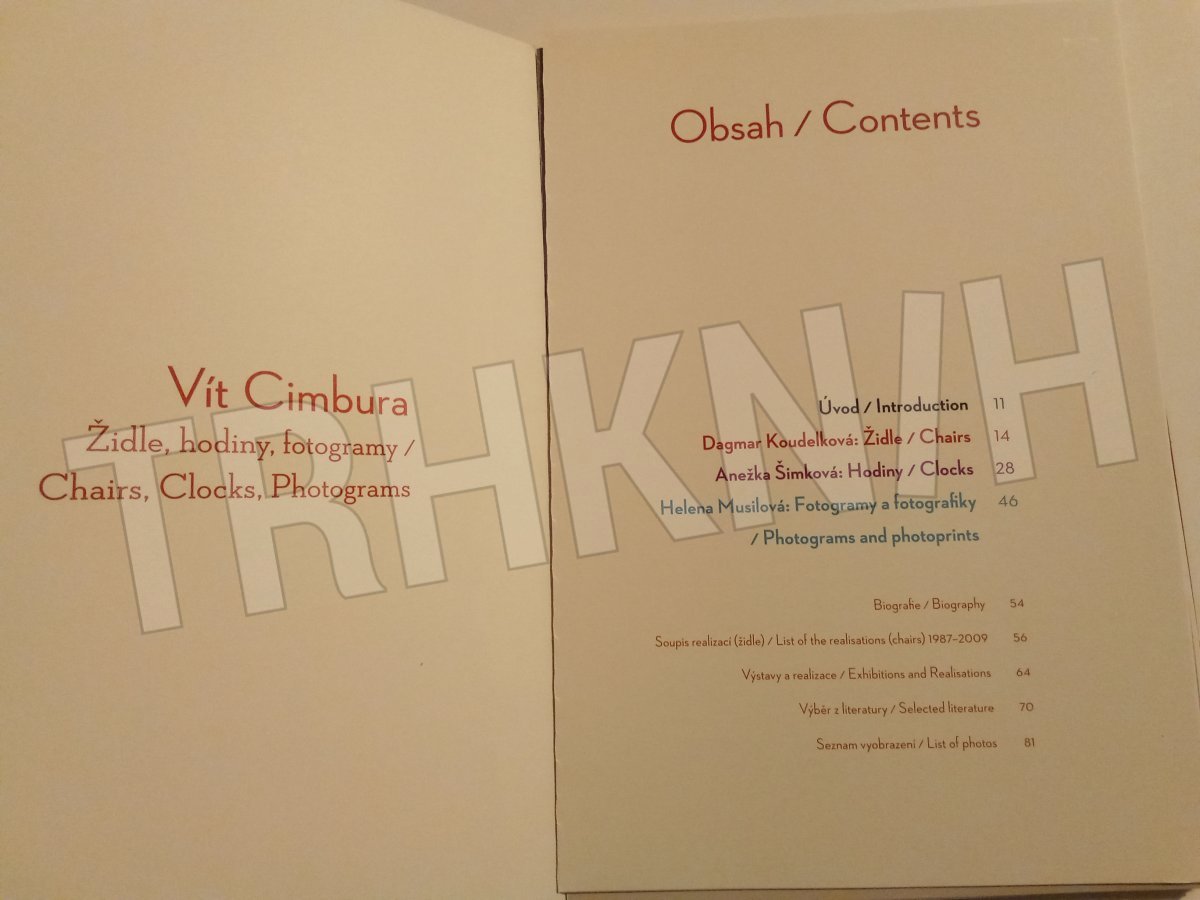 Vít Cimbura
Židle, hodiny, fotogramy /
Chairs, Clocks, Photograms
Obsah / Contents
Úvod / Introduction 11
Dagmar Koudelková: Židle / Chairs 14
Anežka Šimková: Hodiny / Clocks 28
Helena Musilová: Fotogramy a fotografiky 46
/ Photograms and photoprints
Biografie / Biography 54
Soupis realizací (židle) / List of the realisations (chairs) 1987–2009 56
Výstavy a realizace / Exhibitions and Realisations 64
Výběr z literatury / Selected literature 70
Seznam vyobrazení / List of photos 81
TRHKNIH